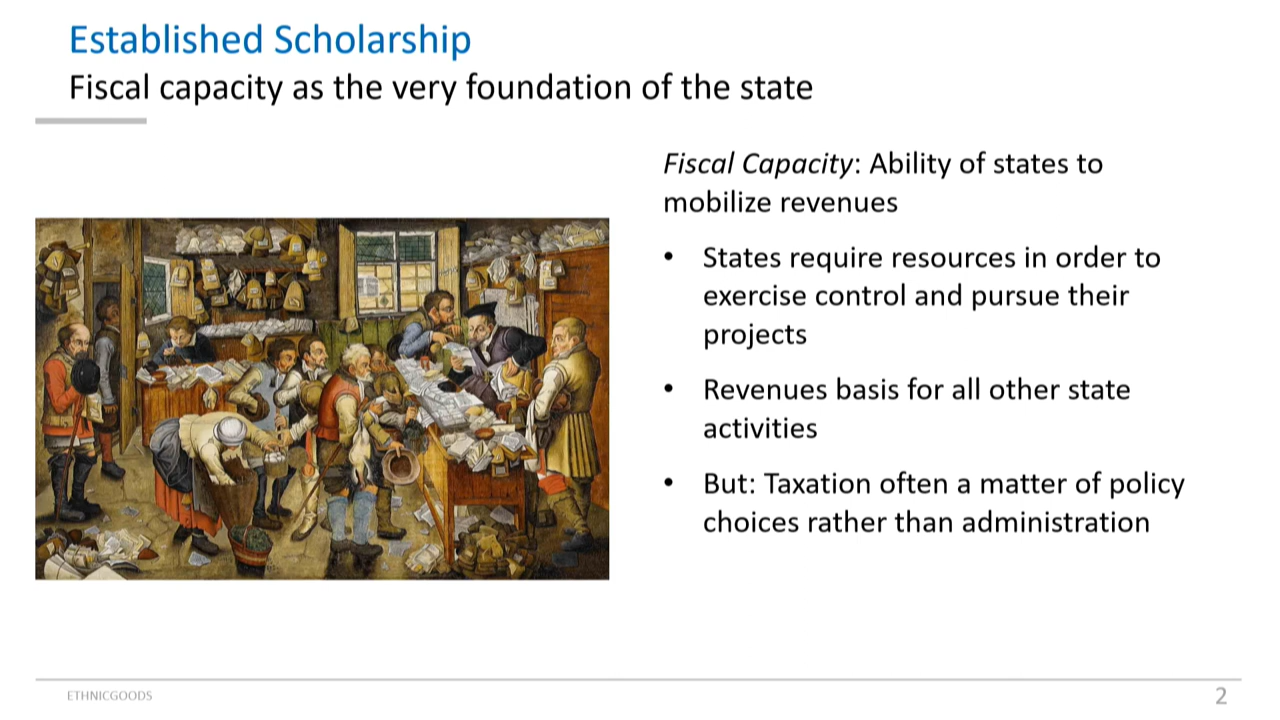 Established Scholarship
Fiscal capacity as the very foundation of the state
Fiscal Capacity: Ability of states to
mobilize revenues
• States require resources in order to
exercise control and pursue their
projects
• Revenues basis for all other state
activities
• But: Taxation often a matter of policy
choices rather than administration
ETHNICGOODS
2